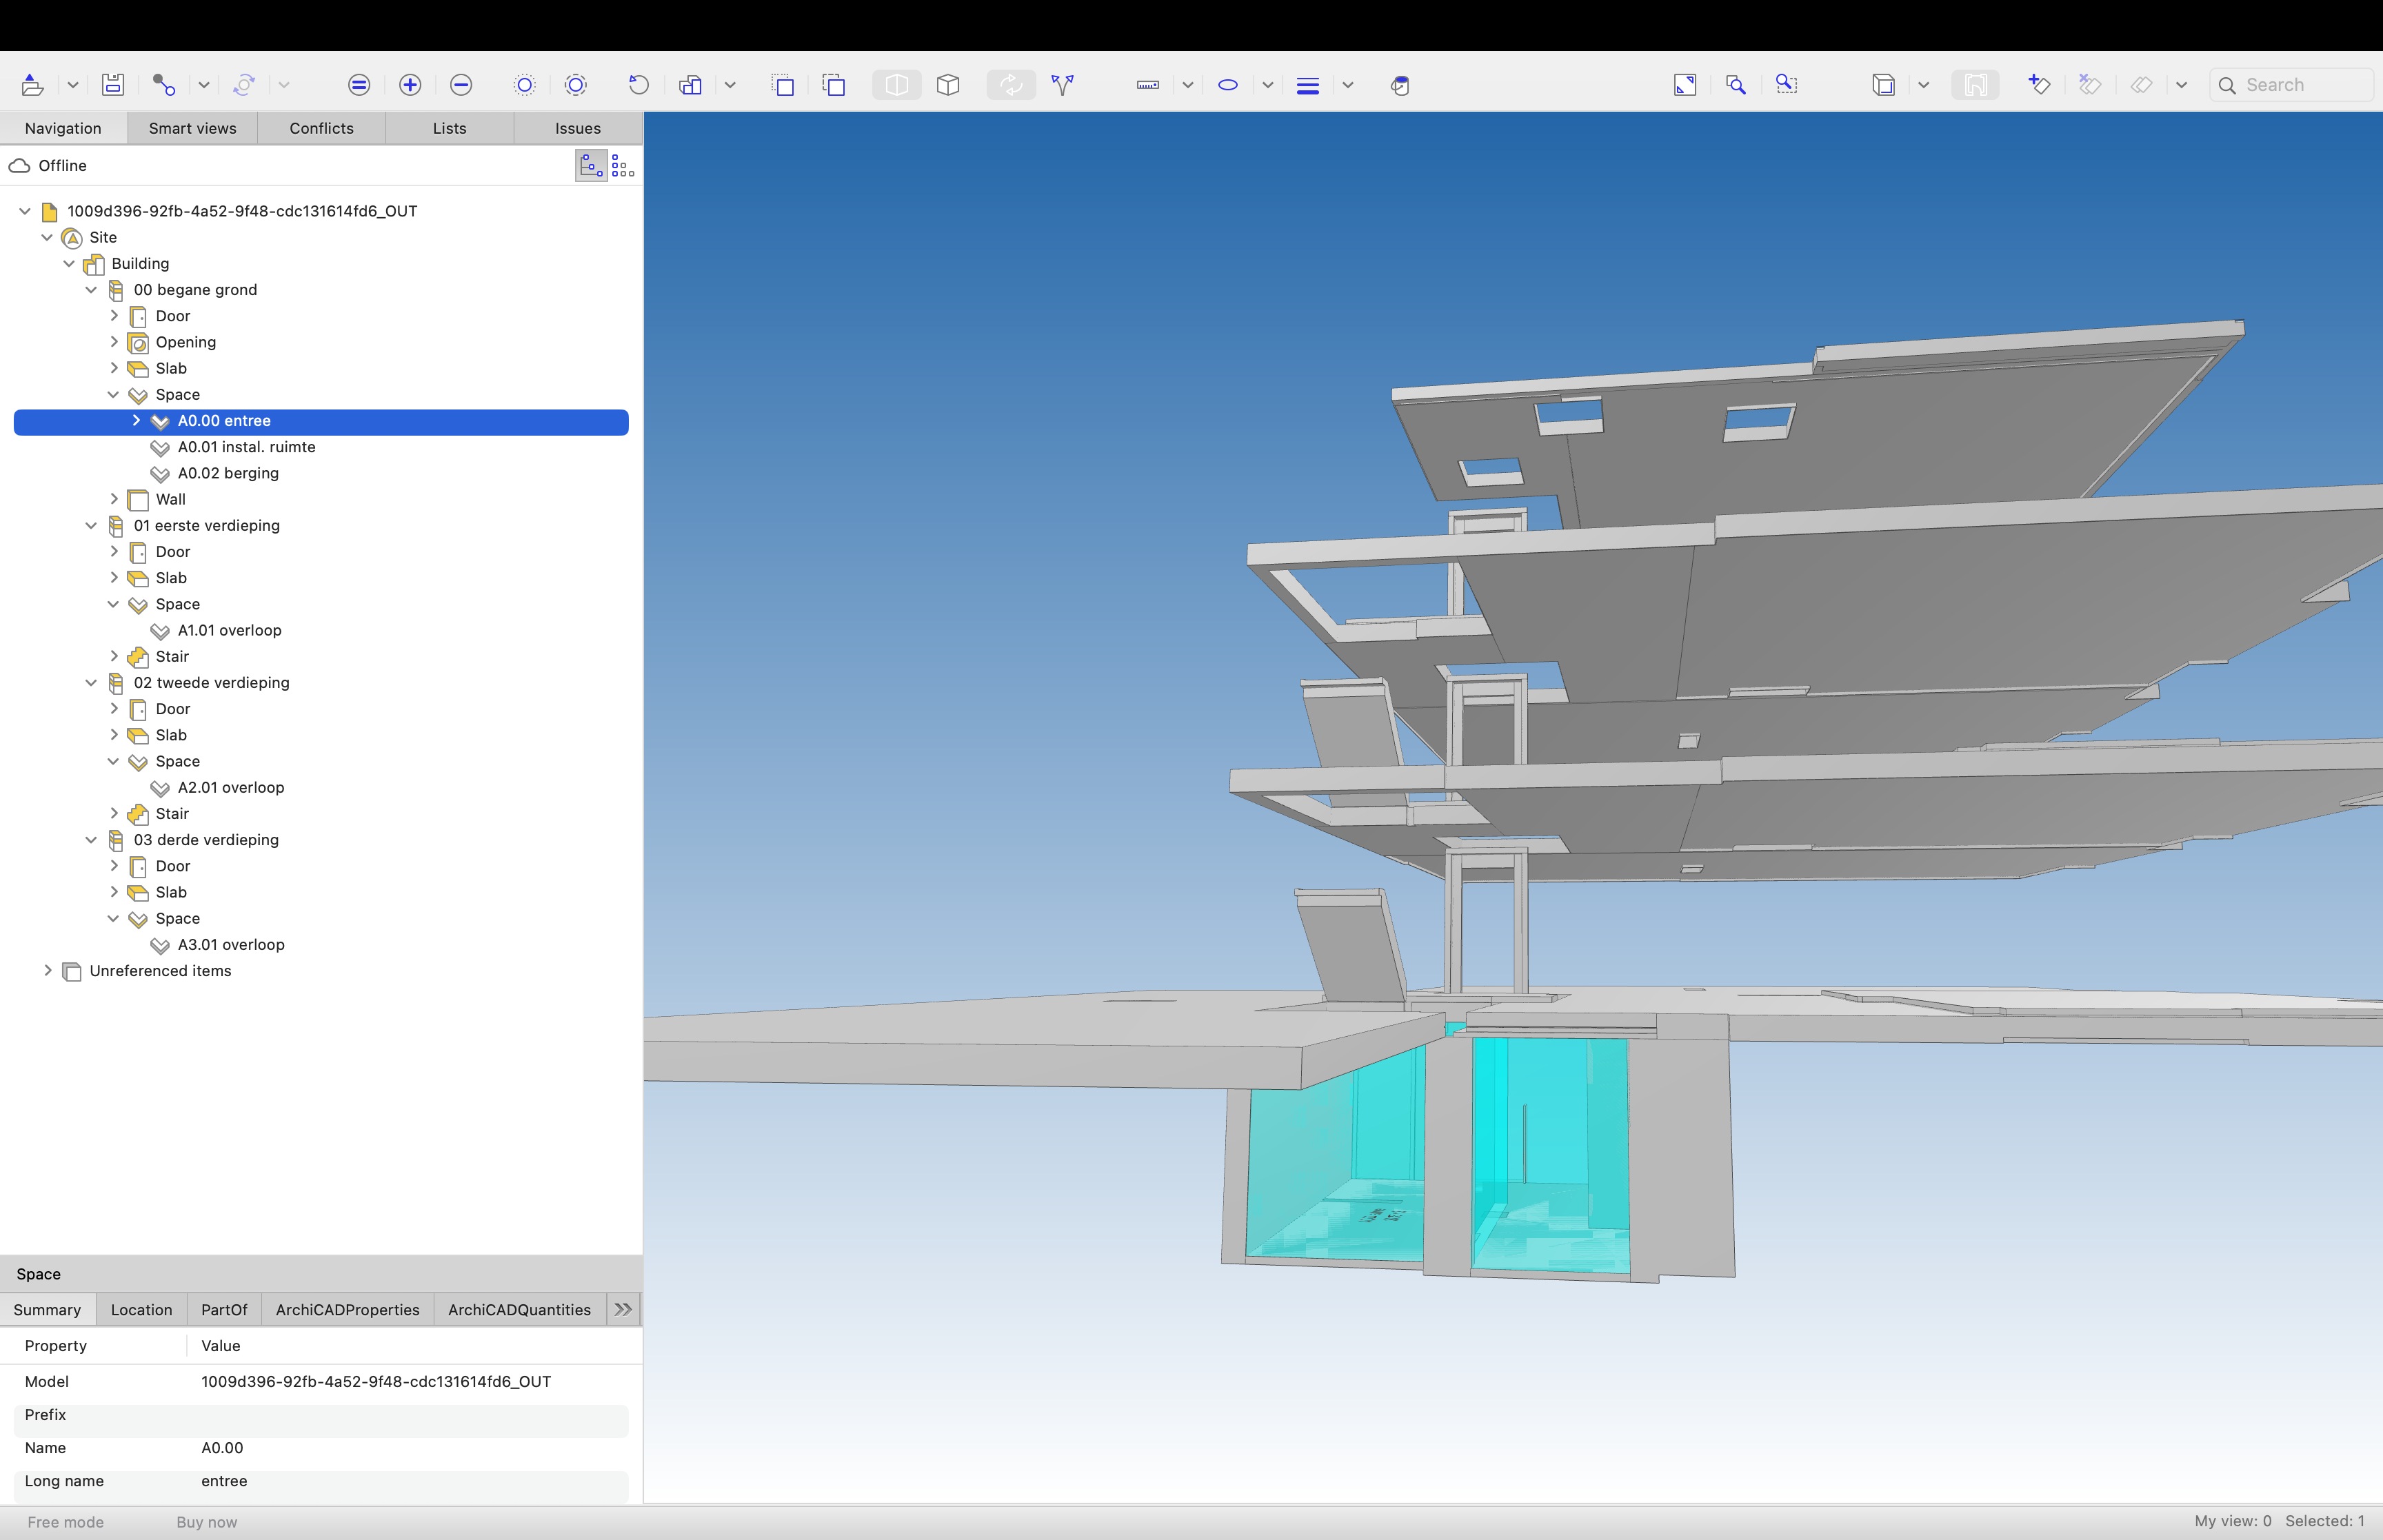 Search
Navigation Smart views Conflicts Lists Issues
Offline
1009d396-92fb-4a52-9f48-cdc131614fd6_OUT
Site
Building
00 begane grond
Door
Opening
Slab
Space
A0.00 entree
A0.01 instal. ruimte
A0.02 berging
Wall
01 eerste verdieping
Door
Slab
Space
A1.01 overloop
Stair
02 tweede verdieping
Door
Slab
Space
A2.01 overloop
Stair
03 derde verdieping
Door
Slab
Space
A3.01 overloop
Unreferenced items
Space
Summary Location PartOf ArchiCADProperties ArchiCADQuantities
Property Value
Model 1009d396-92fb-4a52-9f48-cdc131614fd6_OUT
Prefix
Name A0.00
Long name entree
Free mode Buy now My view: 0 Selected: 1